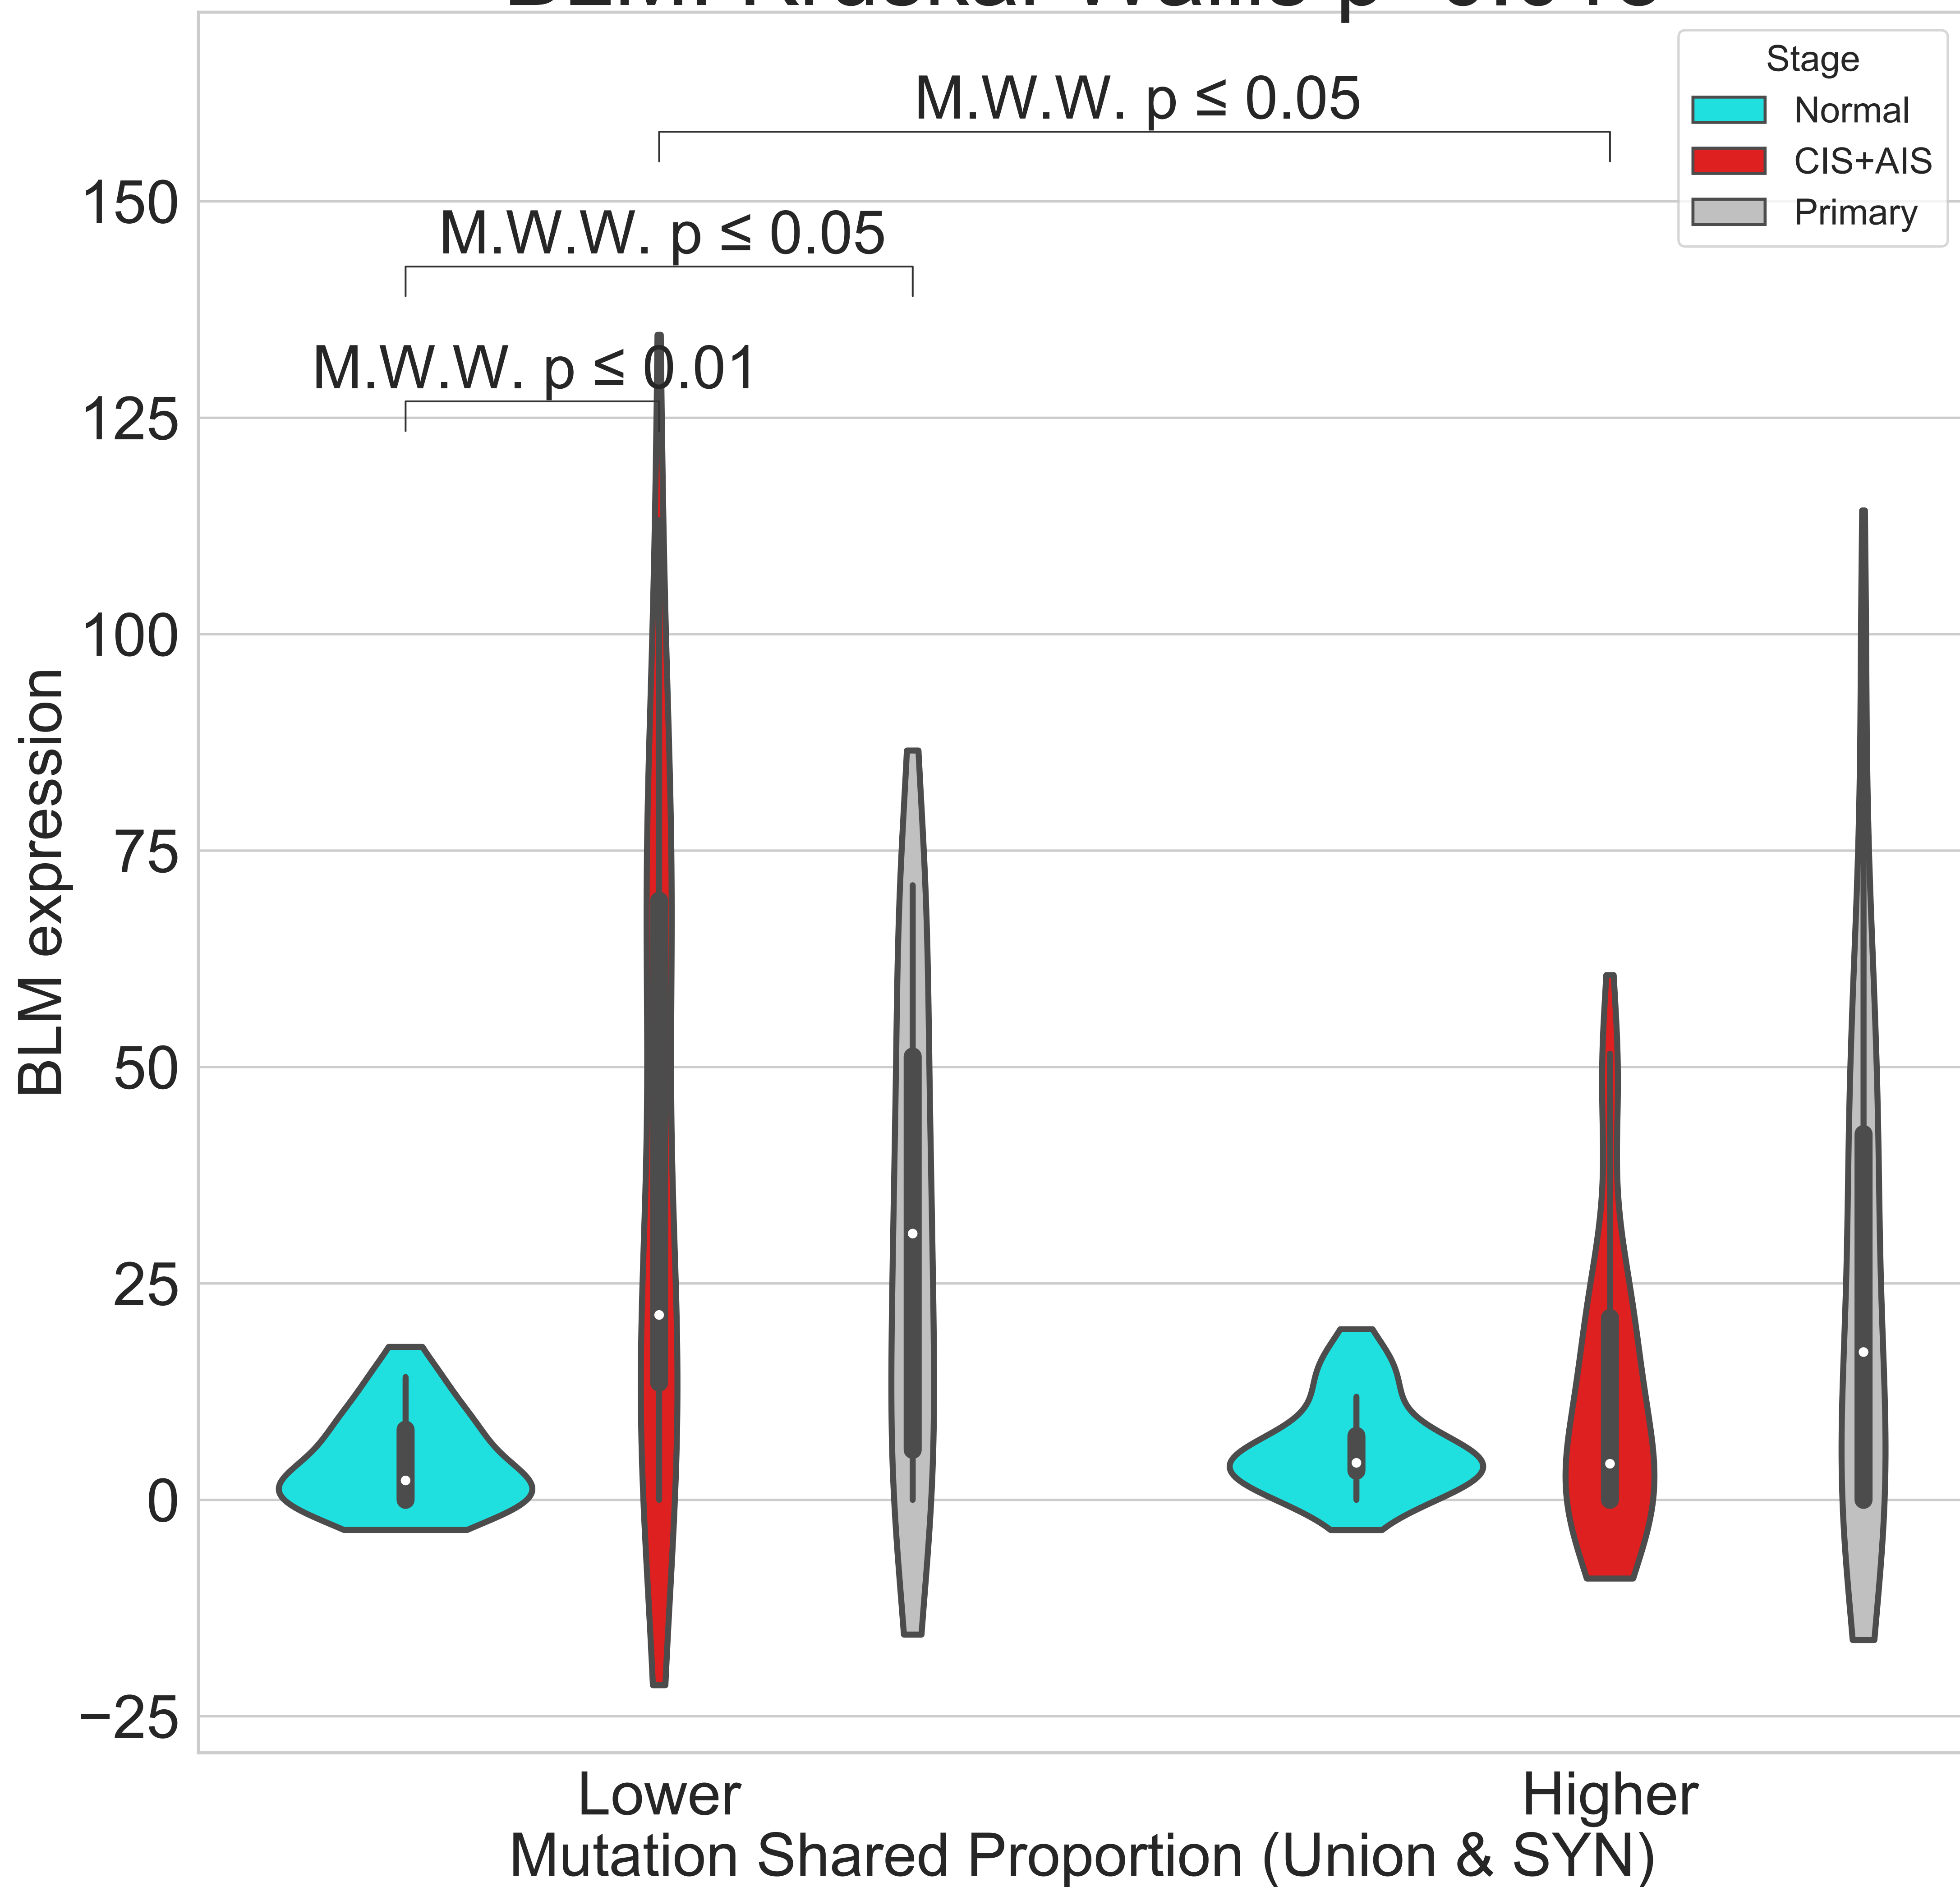 Stage
Normal
CIS+AIS
Primary
M.W.W. p ≤ 0.05
M.W.W. p ≤ 0.05
M.W.W. p ≤ 0.01
150
125
100
75
50
25
0
−25
BLM expression
Lower
Higher
Mutation Shared Proportion (Union & SYN)